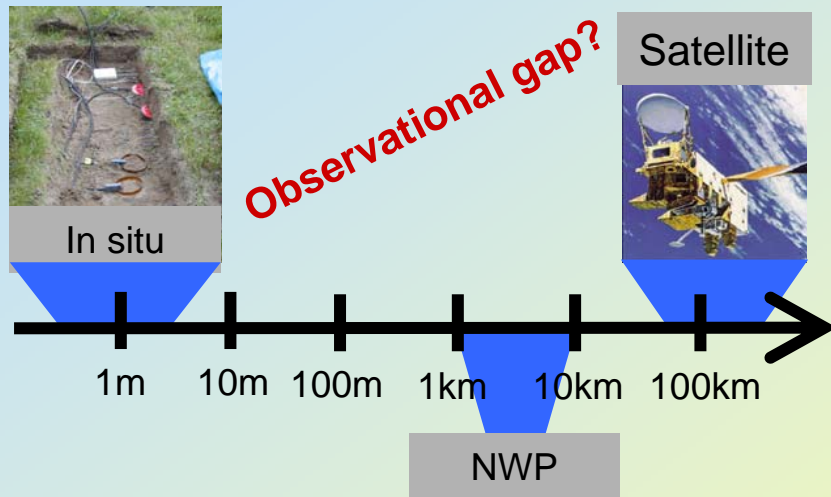 Observational gap?
Satellite
In situ
1m 10m 100m 1km 10km 100km
NWP